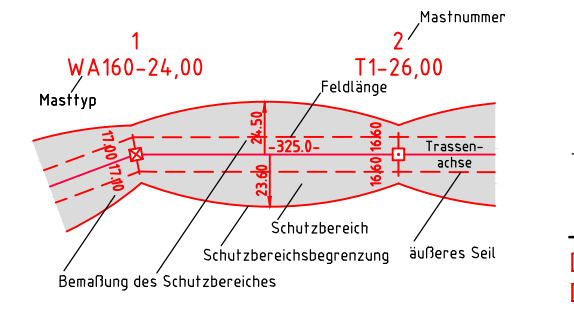 Mastnummer
1
2
WA160-24,00
T1-26,00
Masttyp
Feldlänge
17.00
17.10
24.50
-325.0-
23.60
16.60
16.60
Trassen-
achse
Schutzbereich
Schutzbereichsbegrenzung
äußeres Seil
Bemaßung des Schutzbereiches